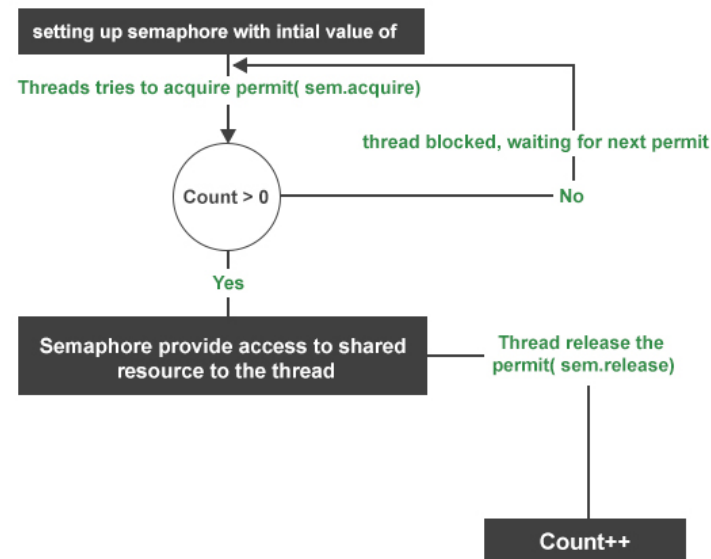 setting up semaphore with intial value of
Threads tries to acquire permit( sem.acquire)
thread blocked, waiting for next permit
Count > 0
No
Yes
Semaphore provide access to shared
resource to the thread
Thread release the
permit( sem.release)
Count++